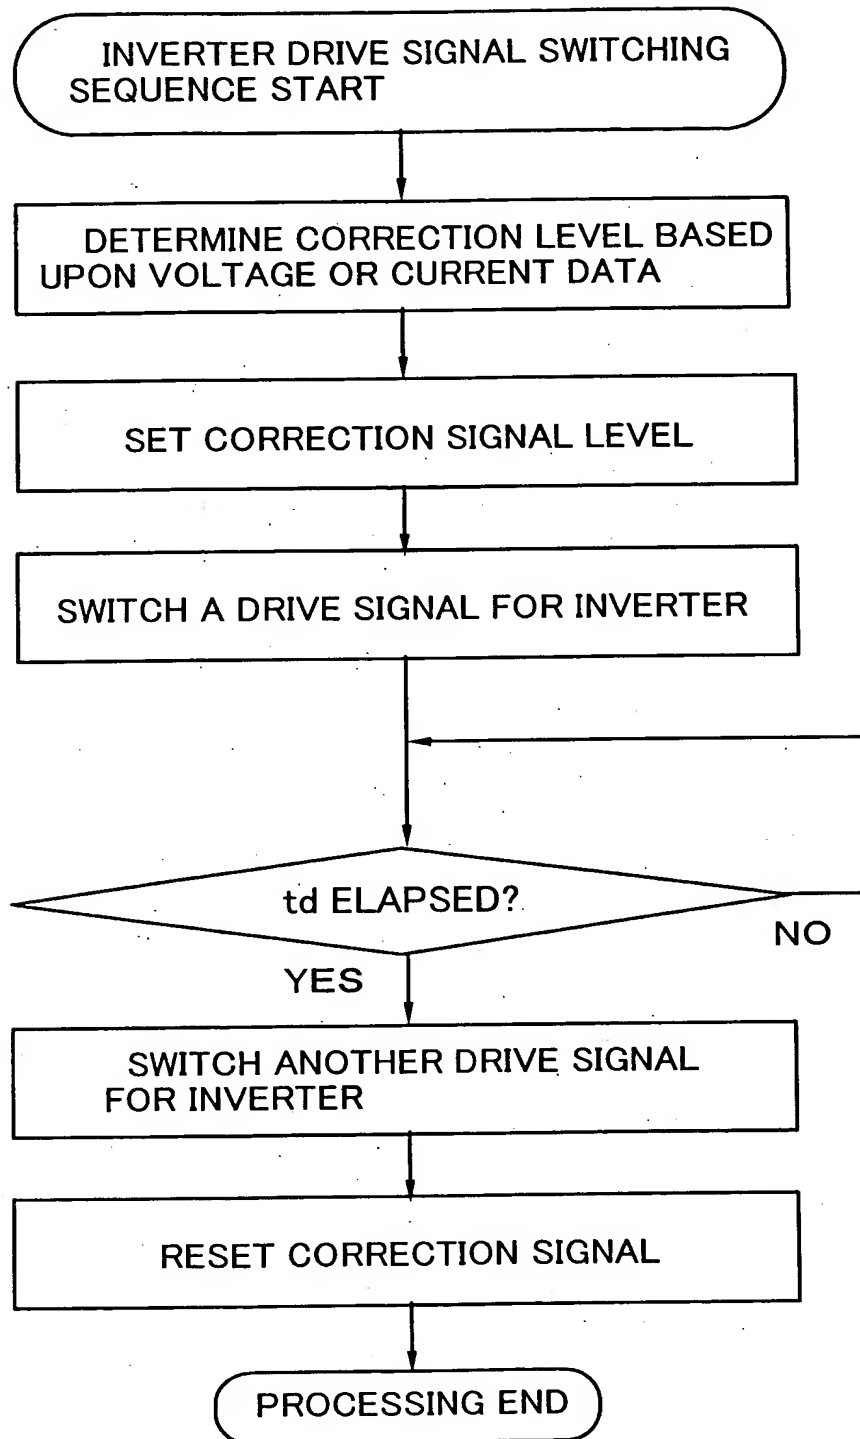 INVERTER DRIVE SIGNAL SWITCHING
SEQUENCE START
DETERMINE CORRECTION LEVEL BASED
UPON VOLTAGE OR CURRENT DATA
SET CORRECTION SIGNAL LEVEL
SWITCH A DRIVE SIGNAL FOR INVERTER
td ELAPSED?
NO
YES
SWITCH ANOTHER DRIVE SIGNAL
FOR INVERTER
RESET CORRECTION SIGNAL
PROCESSING END